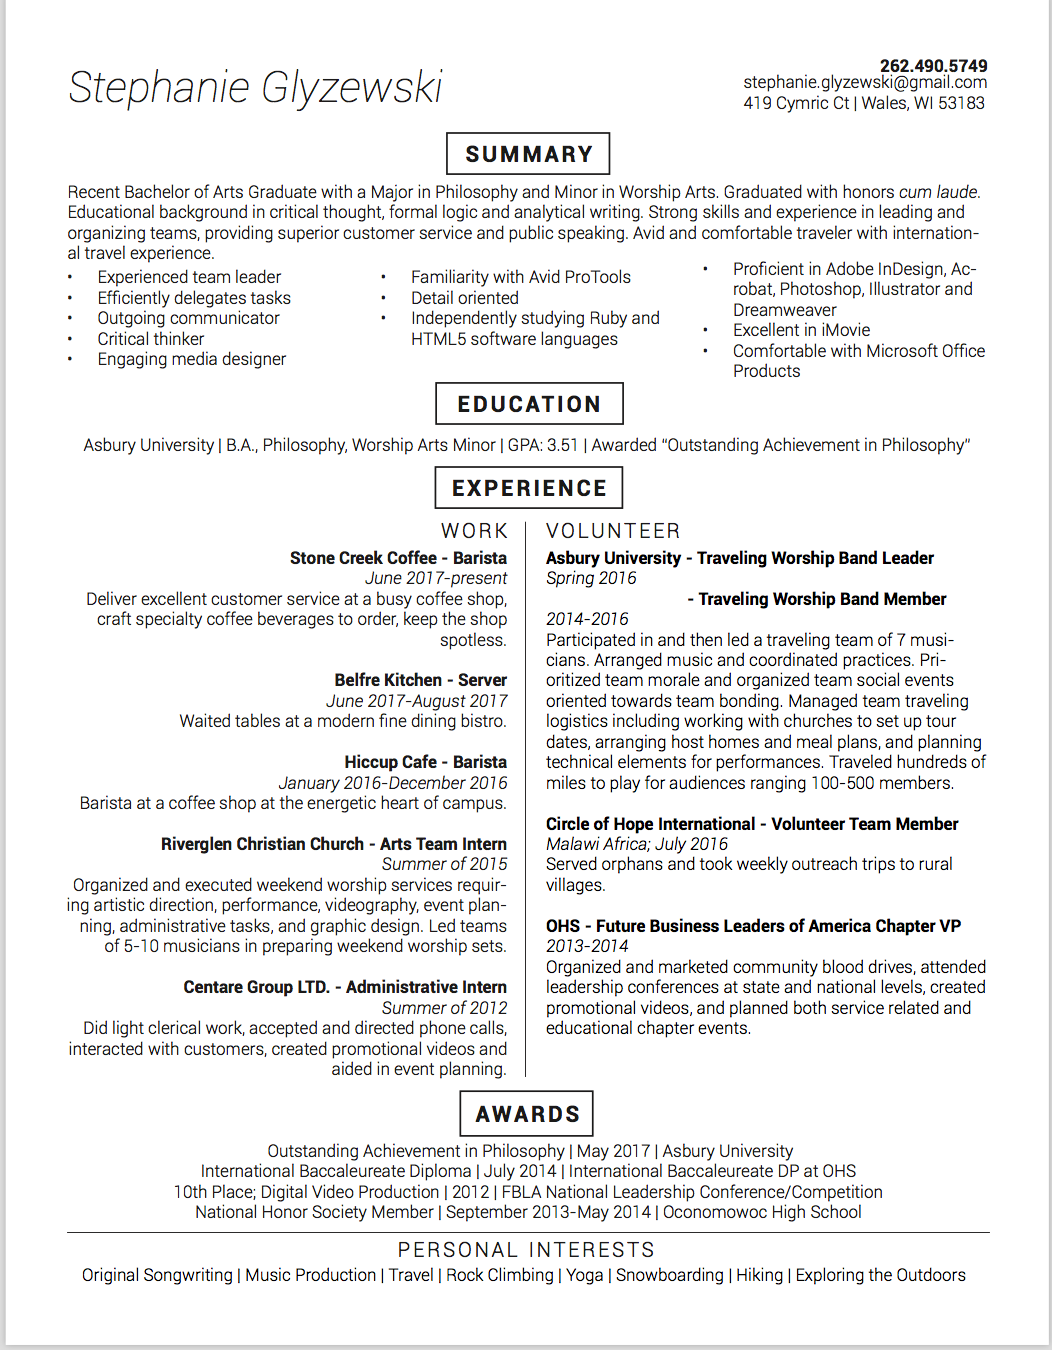 Stephanie Glyzewski
262.490.5749
stephanie.glyzewski@gmail.com
419 Cymric Ct | Wales, WI 53183
SUMMARY
Recent Bachelor of Arts Graduate with a Major in Philosophy and Minor in Worship Arts. Graduated with honors cum laude.
Educational background in critical thought, formal logic and analytical writing. Strong skills and experience in leading and
organizing teams, providing superior customer service and public speaking. Avid and comfortable traveler with internation-
al travel experience.
• Experienced team leader
• Efficiently delegates tasks
• Outgoing communicator
• Critical thinker
• Engaging media designer
• Familiarity with Avid ProTools
• Detail oriented
• Independently studying Ruby and
HTML5 software languages
• Proficient in Adobe InDesign, Ac-
robat, Photoshop, Illustrator and
Dreamweaver
• Excellent in iMovie
• Comfortable with Microsoft Office
Products
EDUCATION
Asbury University | B.A., Philosophy, Worship Arts Minor | GPA: 3.51 | Awarded “Outstanding Achievement in Philosophy”
EXPERIENCE
WORK
Stone Creek Coffee - Barista
June 2017-present
Deliver excellent customer service at a busy coffee shop,
craft specialty coffee beverages to order, keep the shop
spotless.
Belfre Kitchen - Server
June 2017-August 2017
Waited tables at a modern fine dining bistro.
Hiccup Cafe - Barista
January 2016-December 2016
Barista at a coffee shop at the energetic heart of campus.
Riverglen Christian Church - Arts Team Intern
Summer of 2015
Organized and executed weekend worship services requir-
ing artistic direction, performance, videography, event plan-
ning, administrative tasks, and graphic design. Led teams
of 5-10 musicians in preparing weekend worship sets.
Centare Group LTD. - Administrative Intern
Summer of 2012
Did light clerical work, accepted and directed phone calls,
interacted with customers, created promotional videos and
aided in event planning.
VOLUNTEER
Asbury University - Traveling Worship Band Leader
Spring 2016
- Traveling Worship Band Member
2014-2016
Participated in and then led a traveling team of 7 musi-
cians. Arranged music and coordinated practices. Pri-
oritized team morale and organized team social events
oriented towards team bonding. Managed team traveling
logistics including working with churches to set up tour
dates, arranging host homes and meal plans, and planning
technical elements for performances. Traveled hundreds of
miles to play for audiences ranging 100-500 members.
Circle of Hope International - Volunteer Team Member
Malawi Africa; July 2016
Served orphans and took weekly outreach trips to rural
villages.
OHS - Future Business Leaders of America Chapter VP
2013-2014
Organized and marketed community blood drives, attended
leadership conferences at state and national levels, created
promotional videos, and planned both service related and
educational chapter events.
AWARDS
Outstanding Achievement in Philosophy | May 2017 | Asbury University
International Baccalaureate Diploma | July 2014 | International Baccalaureate DP at OHS
10th Place; Digital Video Production | 2012 | FBLA National Leadership Conference/Competition
National Honor Society Member | September 2013-May 2014 | Oconomowoc High School
PERSONAL INTERESTS
Original Songwriting | Music Production | Travel | Rock Climbing | Yoga | Snowboarding | Hiking | Exploring the Outdoors